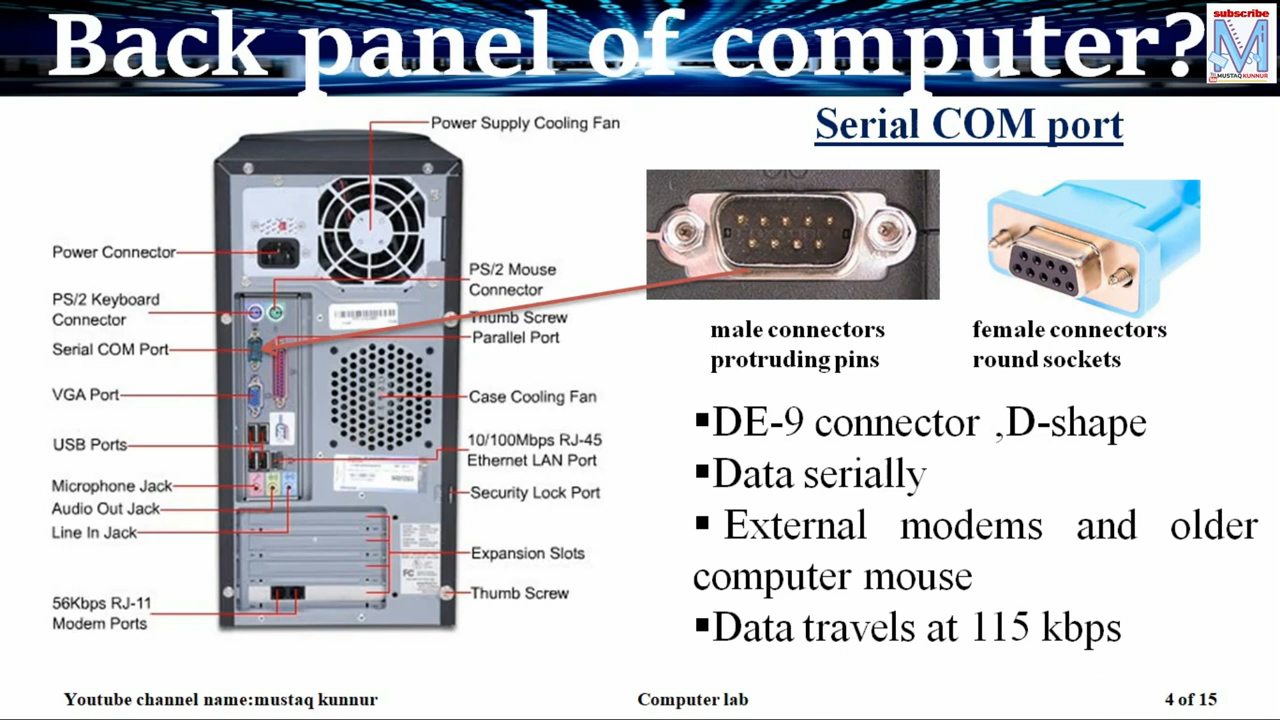 Back panel of computer?
subscribe
MUSTAQ KUNNUR
Serial COM port
Power Supply Cooling Fan
Power Connector
PS/2 Mouse
Connector
PS/2 Keyboard
Connector
Thumb Screw
Parallel Port
Serial COM Port
VGA Port
Case Cooling Fan
USB Ports
10/100Mbps RJ-45
Ethernet LAN Port
Microphone Jack
Security Lock Port
Audio Out Jack
Line In Jack
Expansion Slots
56Kbps RJ-11
Modem Ports
Thumb Screw
male connectors
protruding pins
female connectors
round sockets
▪DE-9 connector ,D-shape
▪Data serially
▪ External modems and older
computer mouse
▪Data travels at 115 kbps
Youtube channel name:mustaq kunnur
Computer lab
4 of 15